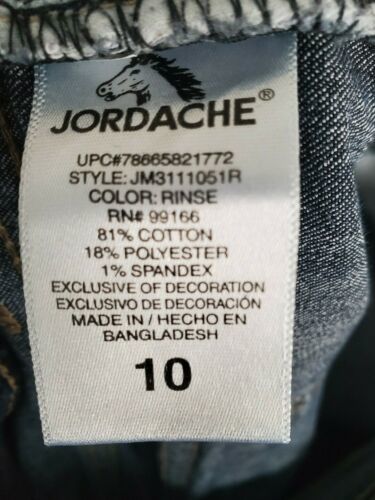 JORDACHE®
UPC#78665821772
STYLE: JM3111051R
COLOR: RINSE
RN# 99166
81% COTTON
18% POLYESTER
1% SPANDEX
EXCLUSIVE OF DECORATION
EXCLUSIVO DE DECORACIÓN
MADE IN / HECHO EN
BANGLADESH
10